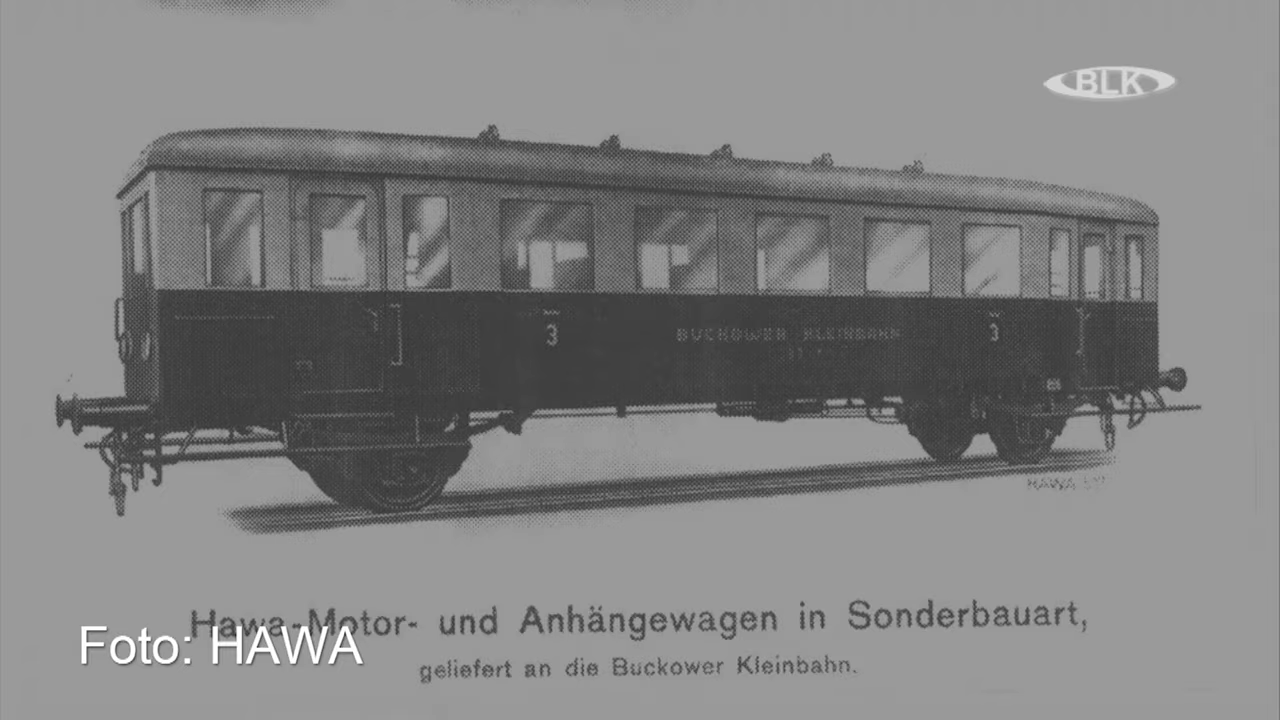 BLK
3
BUCKOWER KLEINBAHN
3
HAWA
Hawa-Motor- und Anhängewagen in Sonderbauart,
geliefert an die Buckower Kleinbahn.
Foto: HAWA